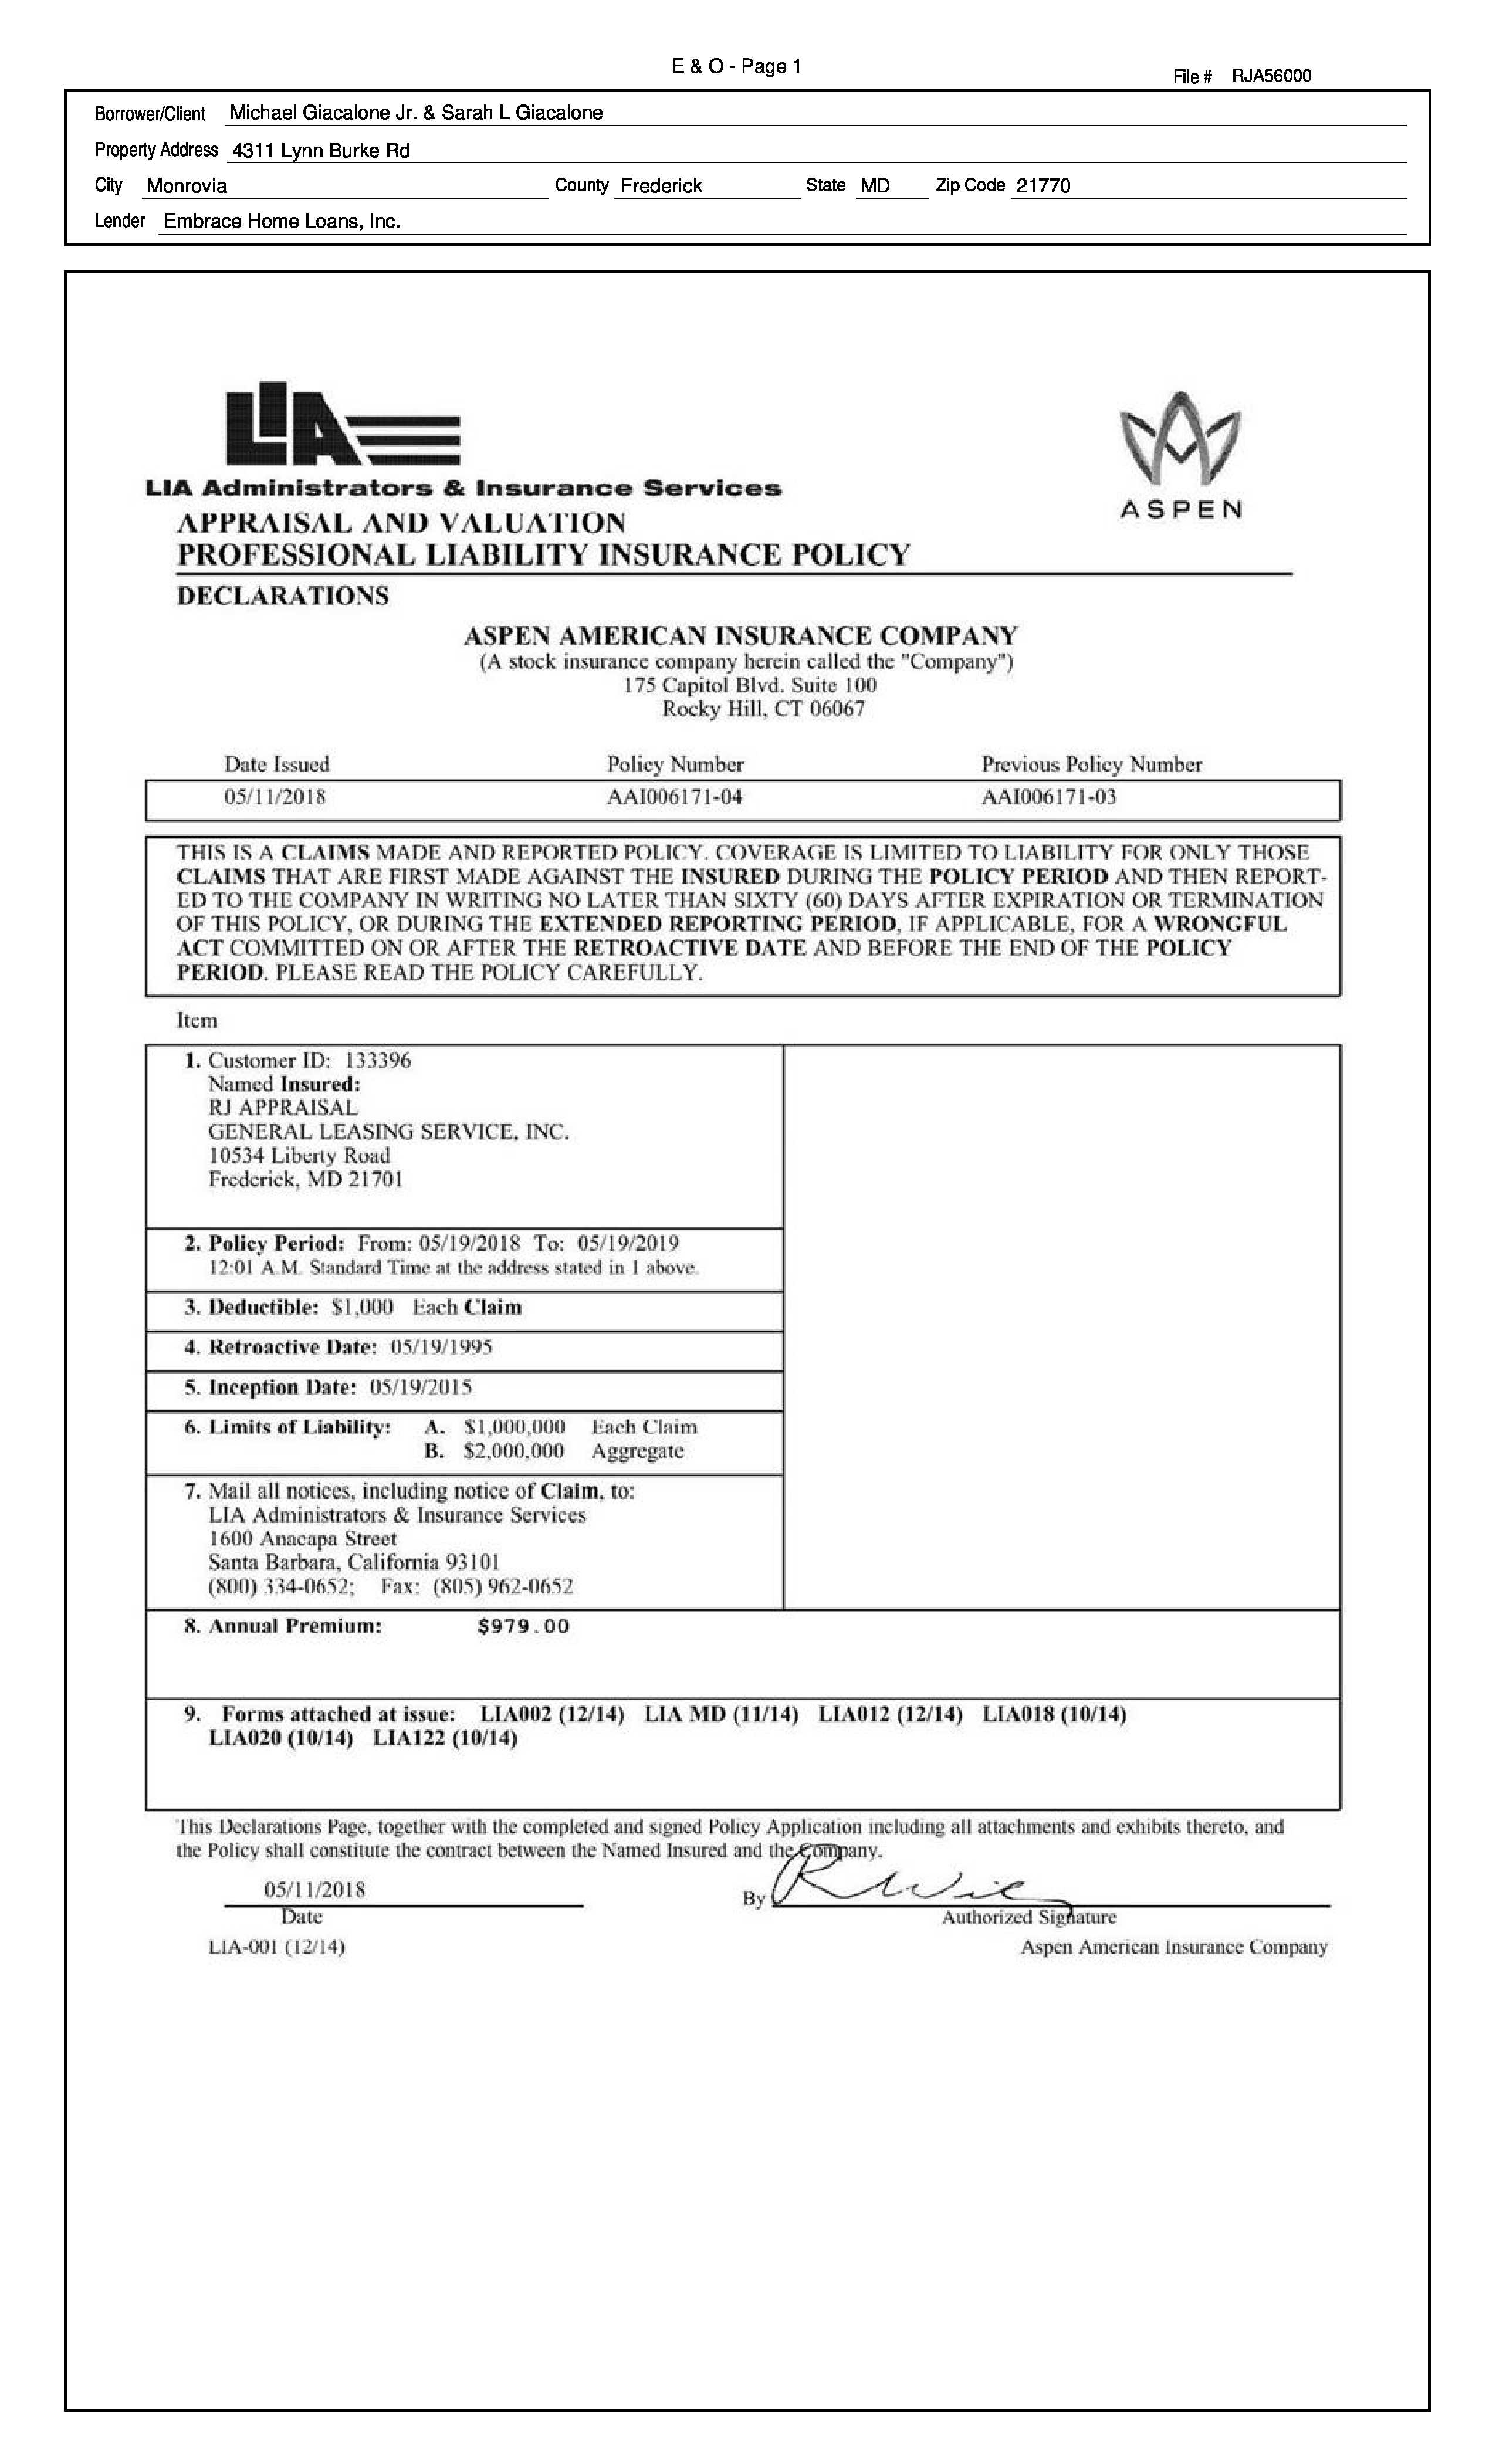 E & O - Page 1
File # RJA56000
Borrower/Client Michael Giacalone Jr. & Sarah L Giacalone
Property Address 4311 Lynn Burke Rd
City Monrovia County Frederick State MD Zip Code 21770
Lender Embrace Home Loans, Inc.
LIA
LIA Administrators & Insurance Services
ASPEN
APPRAISAL AND VALUATION
PROFESSIONAL LIABILITY INSURANCE POLICY
DECLARATIONS
ASPEN AMERICAN INSURANCE COMPANY
(A stock insurance company herein called the "Company")
175 Capitol Blvd. Suite 100
Rocky Hill, CT 06067
Date Issued Policy Number Previous Policy Number
05/11/2018 AAI006171-04 AAI006171-03
THIS IS A CLAIMS MADE AND REPORTED POLICY. COVERAGE IS LIMITED TO LIABILITY FOR ONLY THOSE
CLAIMS THAT ARE FIRST MADE AGAINST THE INSURED DURING THE POLICY PERIOD AND THEN REPORT-
ED TO THE COMPANY IN WRITING NO LATER THAN SIXTY (60) DAYS AFTER EXPIRATION OR TERMINATION
OF THIS POLICY, OR DURING THE EXTENDED REPORTING PERIOD, IF APPLICABLE, FOR A WRONGFUL
ACT COMMITTED ON OR AFTER THE RETROACTIVE DATE AND BEFORE THE END OF THE POLICY
PERIOD. PLEASE READ THE POLICY CAREFULLY.
Item
1. Customer ID: 133396
Named Insured:
RJ APPRAISAL
GENERAL LEASING SERVICE, INC.
10534 Liberty Road
Frederick, MD 21701
2. Policy Period: From: 05/19/2018 To: 05/19/2019
12:01 A.M. Standard Time at the address stated in 1 above.
3. Deductible: $1,000 Each Claim
4. Retroactive Date: 05/19/1995
5. Inception Date: 05/19/2015
6. Limits of Liability: A. $1,000,000 Each Claim
B. $2,000,000 Aggregate
7. Mail all notices, including notice of Claim, to:
LIA Administrators & Insurance Services
1600 Anacapa Street
Santa Barbara, California 93101
(800) 334-0652; Fax: (805) 962-0652
8. Annual Premium: $979.00
9. Forms attached at issue: LIA002 (12/14) LIA MD (11/14) LIA012 (12/14) LIA018 (10/14)
LIA020 (10/14) LIA122 (10/14)
This Declarations Page, together with the completed and signed Policy Application including all attachments and exhibits thereto, and
the Policy shall constitute the contract between the Named Insured and the Company.
05/11/2018
By
Date
Authorized Signature
LIA-001 (12/14)
Aspen American Insurance Company